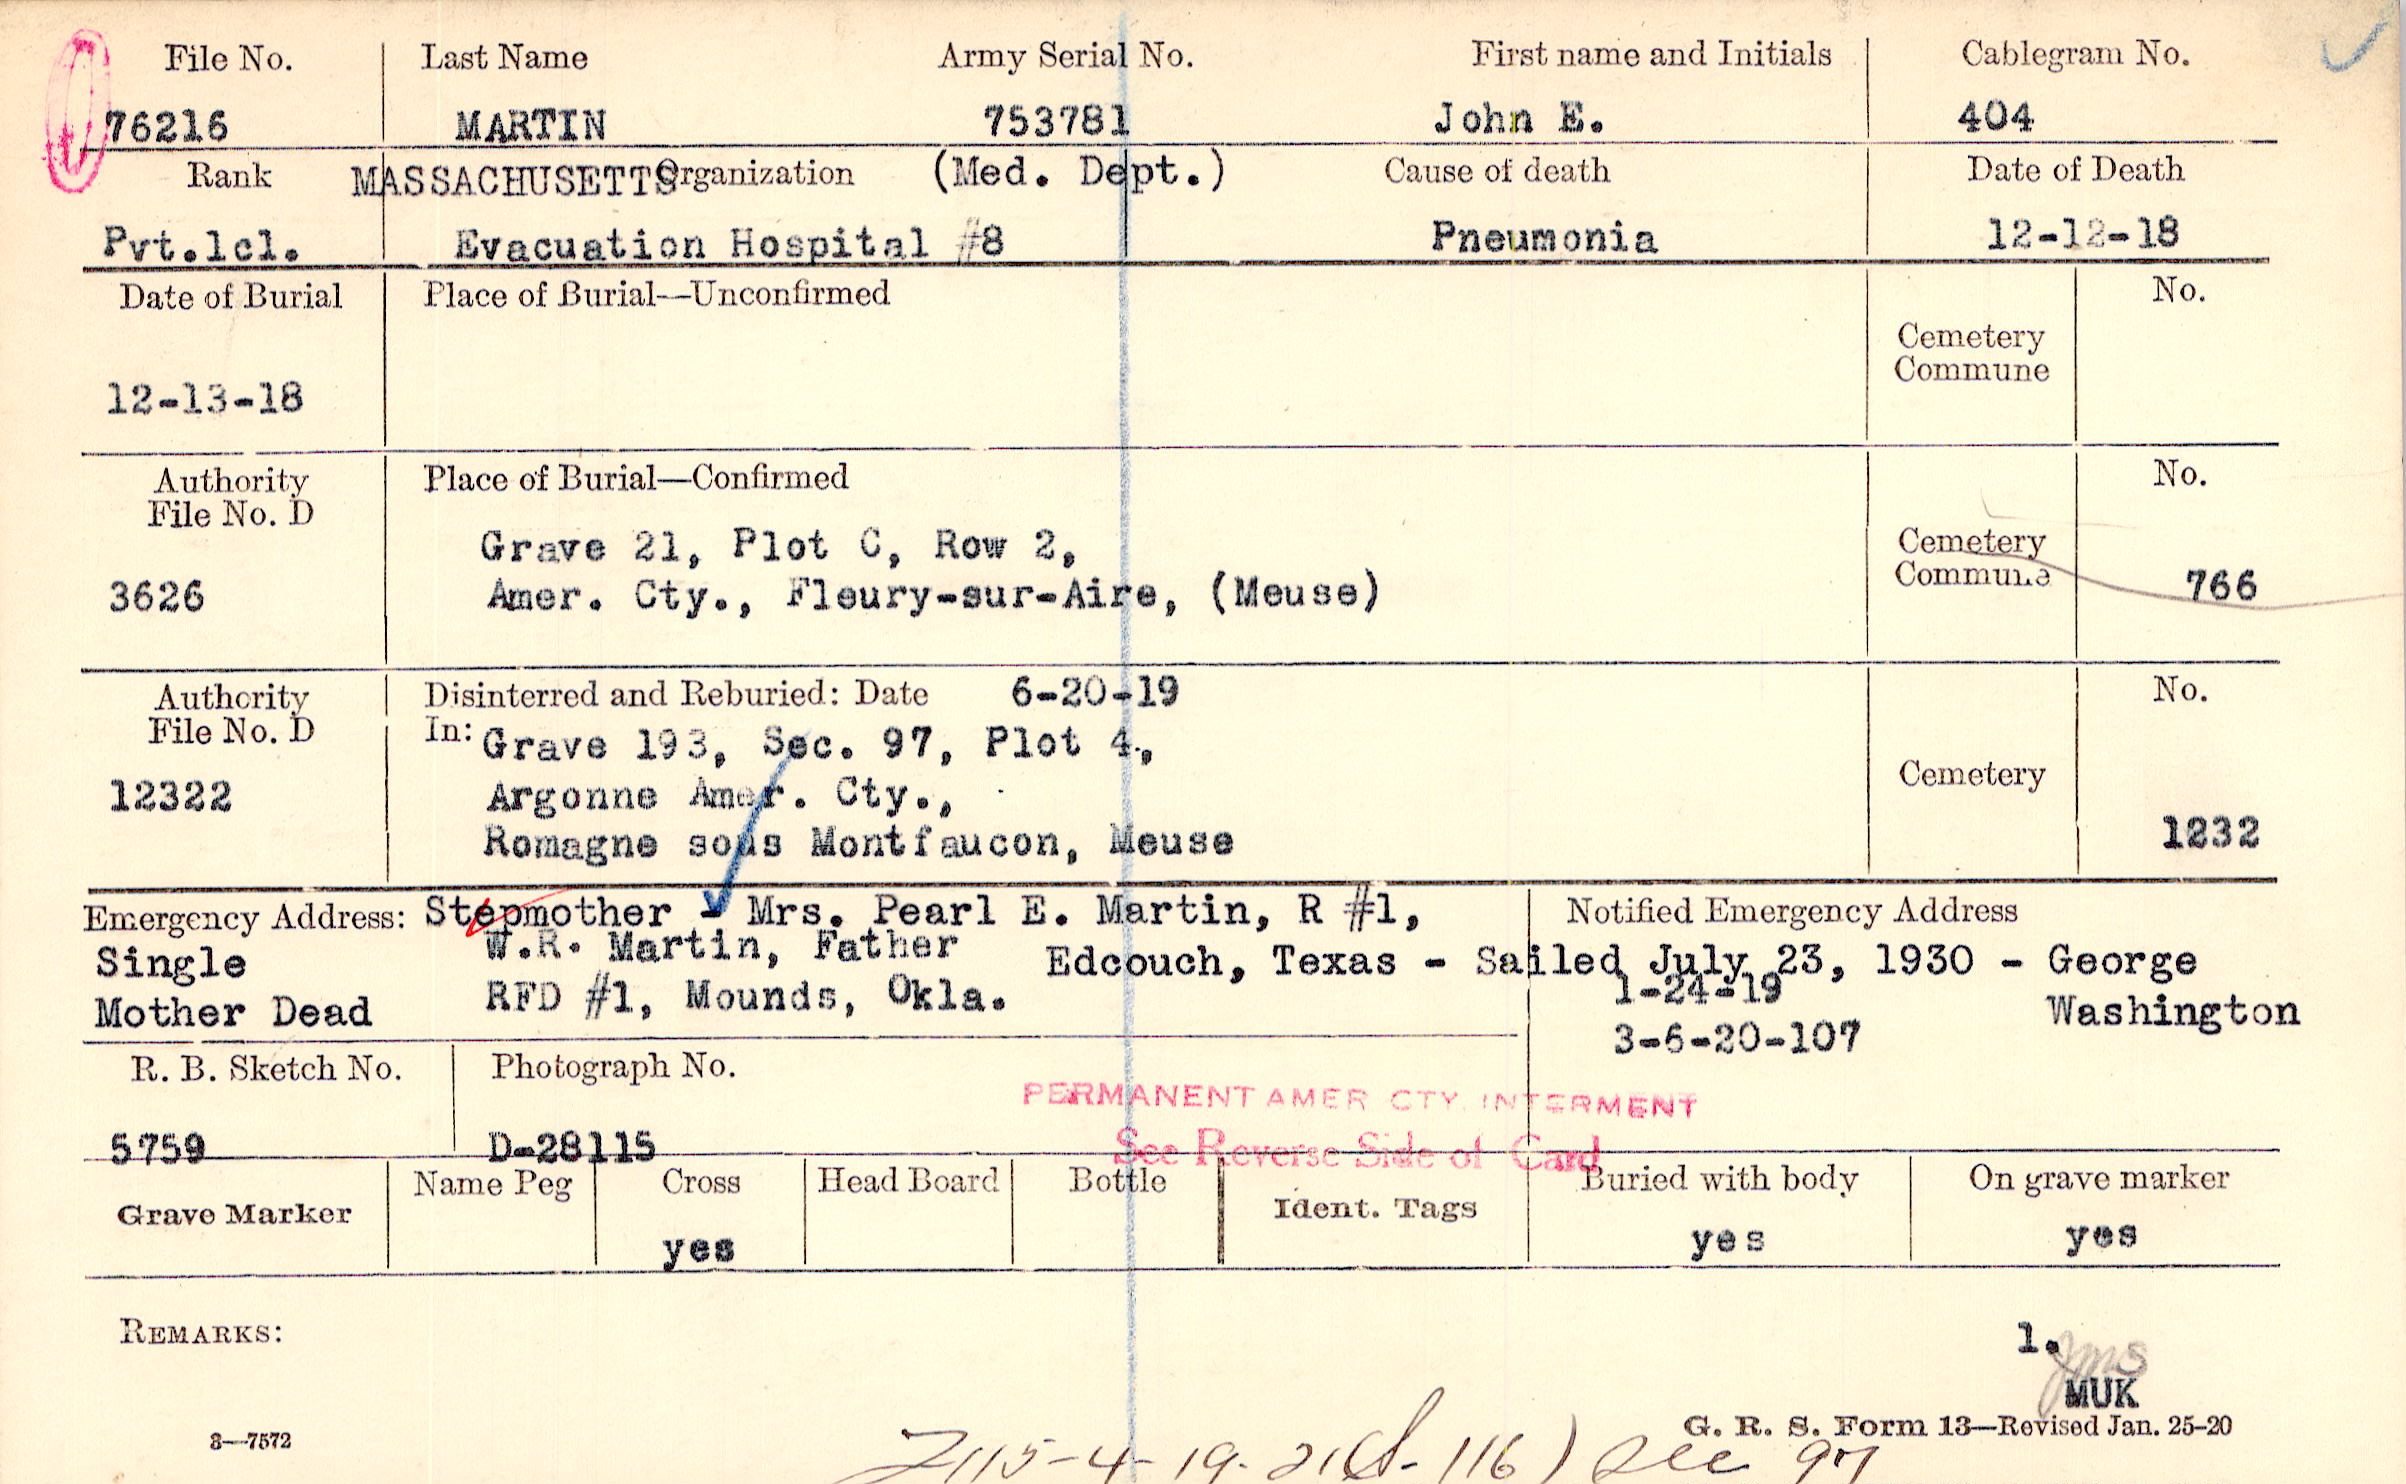 File No. Last Name Army Serial No. First name and Initials Cablegram No.
76216 MARTIN 753781 John E. 404
Rank MASSACHUSETTS Organization (Med. Dept.) Cause of death Date of Death
Pvt.1cl. Evacuation Hospital #8 Pneumonia 12-12-18
Date of Burial Place of Burial—Unconfirmed No.
Cemetery
Commune
12-13-18
Authority Place of Burial—Confirmed No.
File No. D
Grave 21, Plot C, Row 2, Cemetery
3626 Amer. Cty., Fleury-sur-Aire, (Meuse) Commune 766
Authority Disinterred and Reburied: Date 6-20-19 No.
File No. D In: Grave 193, Sec. 97, Plot 4,
12322 Argonne Amer. Cty., Cemetery
Romagne sous Montfaucon, Meuse 1232
Emergency Address: Stepmother - Mrs. Pearl E. Martin, R #1, Notified Emergency Address
W.R. Martin, Father
Single Edcouch, Texas - Sailed July 23, 1930 - George
RFD #1, Mounds, Okla. 1-24-19
Mother Dead Washington
3-6-20-107
R. B. Sketch No. Photograph No.
PERMANENT AMER CTY. INTERMENT
5759 D-28115 See Reverse Side of Card
Grave Marker Name Peg Cross Head Board Bottle Ident. Tags Buried with body On grave marker
yes yes yes
REMARKS:
1.
JMS
MUK
G. R. S. Form 13—Revised Jan. 25-20
3—7572
115-4-19-21(S-116) See 97